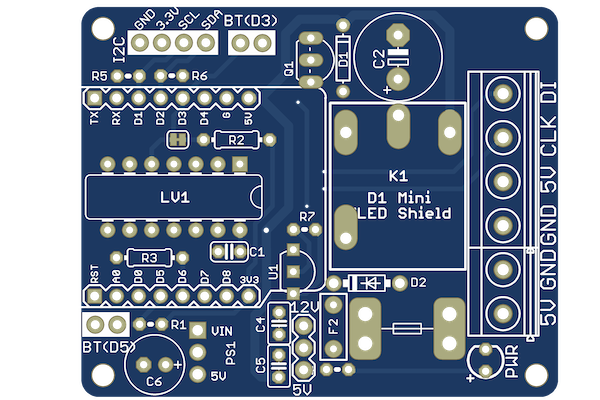 GND 3.3V SCL SDA
I2C
BT(D3)
R5
R6
Q1
D1
C2
+
TX RX D1 D2 D3 D4 G 5V
R2
LV1
K1
D1 Mini
LED Shield
DI
CLK
5V
GND
GND
5V
R7
R3
C1
U1
D2
RST A0 D0 D5 D6 D7 D8 3V3
12V
C4
F2
C5
5V
BT(D5)
R1
VIN
PS1
5V
C6
+
PWR
+